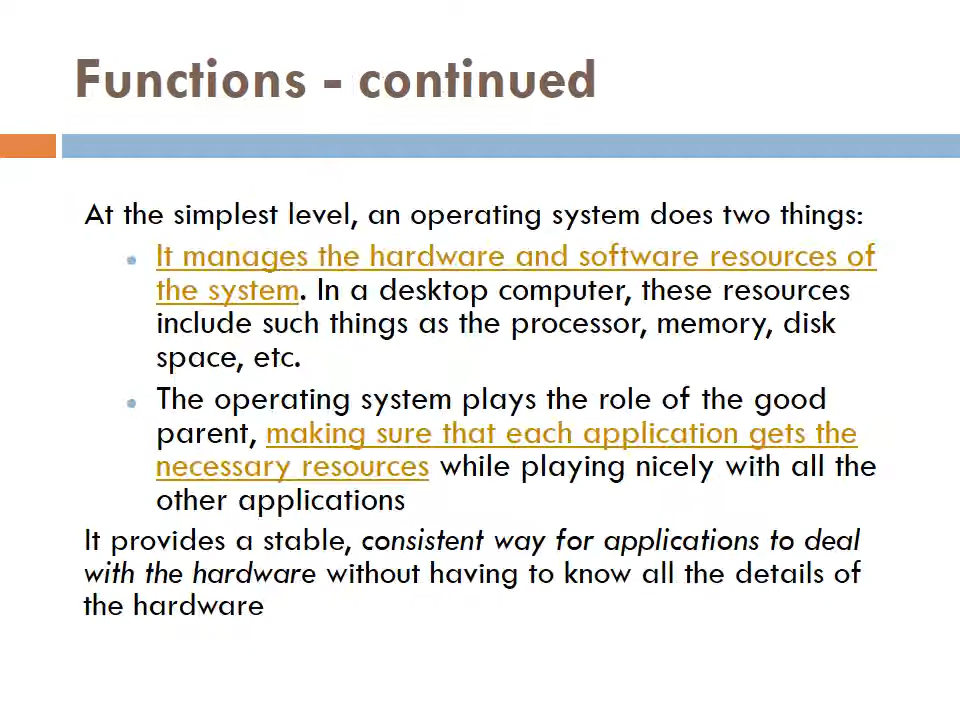 Functions - continued
At the simplest level, an operating system does two things:
• It manages the hardware and software resources of
the system. In a desktop computer, these resources
include such things as the processor, memory, disk
space, etc.
• The operating system plays the role of the good
parent, making sure that each application gets the
necessary resources while playing nicely with all the
other applications
It provides a stable, consistent way for applications to deal
with the hardware without having to know all the details of
the hardware